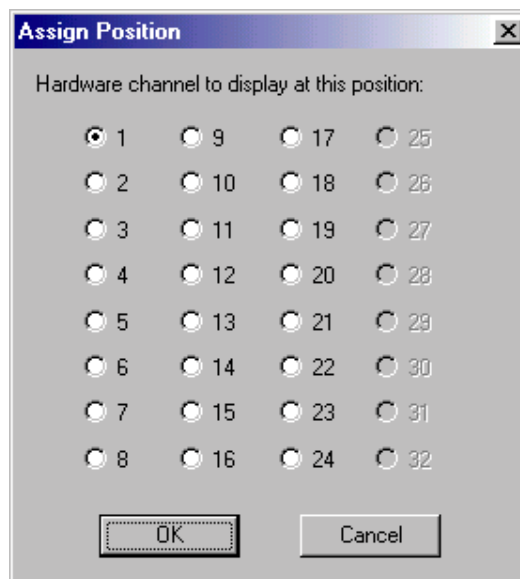 Assign Position
Hardware channel to display at this position:
1 9 17 25
2 10 18 26
3 11 19 27
4 12 20 28
5 13 21 29
6 14 22 30
7 15 23 31
8 16 24 32
OK Cancel